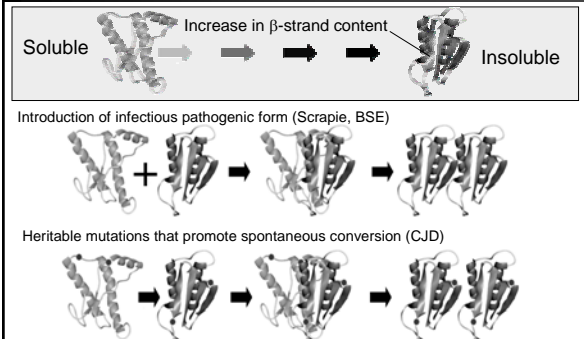 Increase in β-strand content
Soluble
Insoluble
Introduction of infectious pathogenic form (Scrapie, BSE)
+
Heritable mutations that promote spontaneous conversion (CJD)